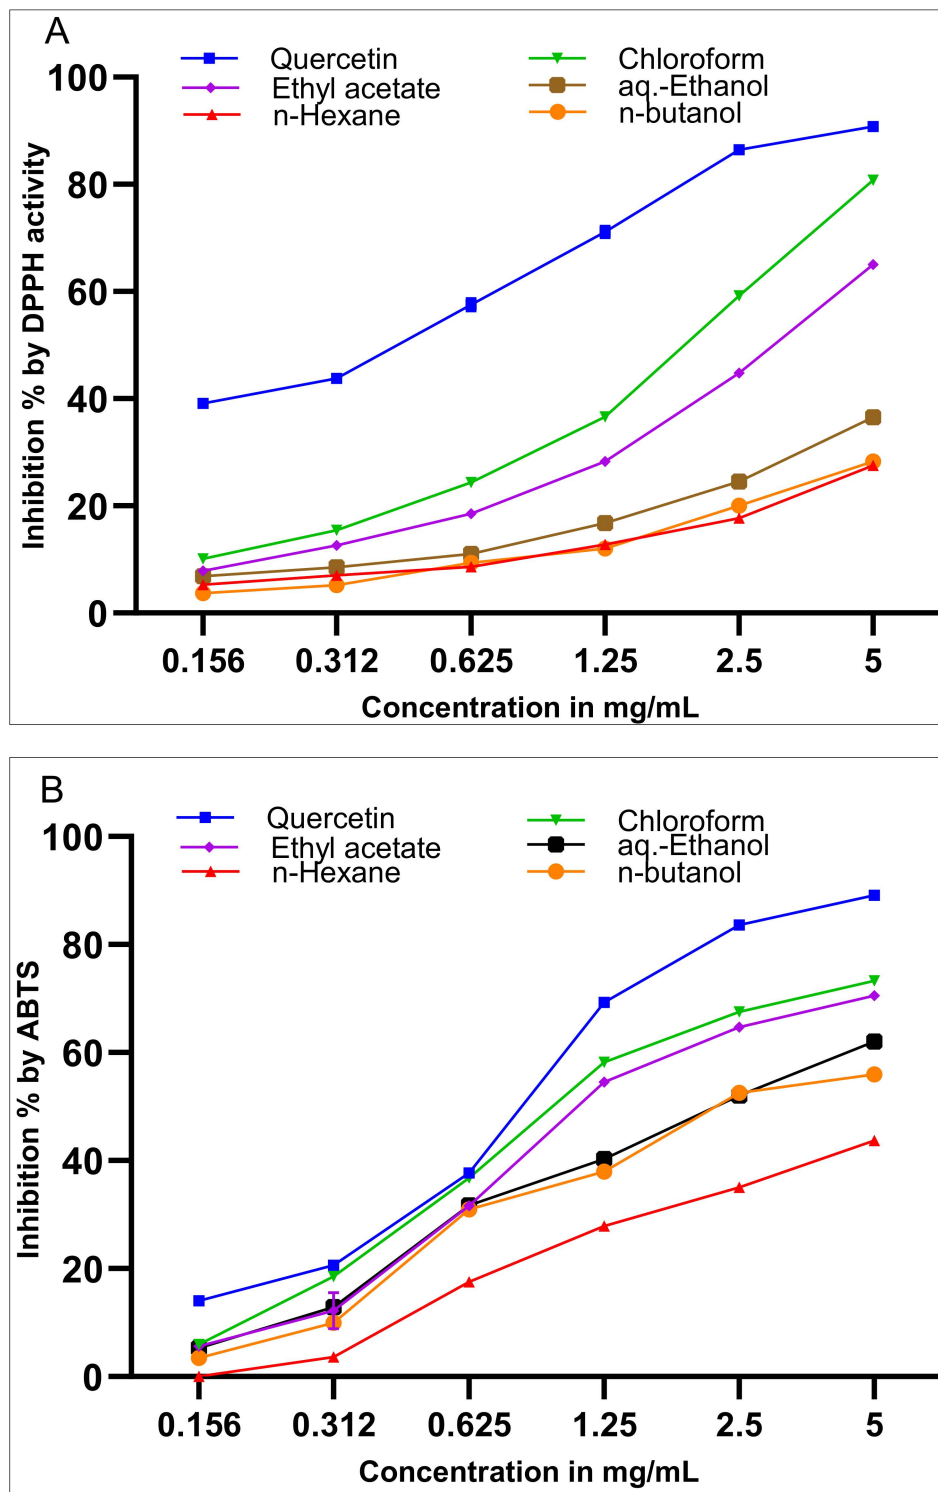 A
Quercetin
Chloroform
Ethyl acetate
aq.-Ethanol
n-Hexane
n-butanol
Inhibition % by DPPH activity
100
80
60
40
20
0
0.156 0.312 0.625 1.25 2.5 5
Concentration in mg/mL
B
Quercetin
Chloroform
Ethyl acetate
aq.-Ethanol
n-Hexane
n-butanol
Inhibition % by ABTS
100
80
60
40
20
0
0.156 0.312 0.625 1.25 2.5 5
Concentration in mg/mL